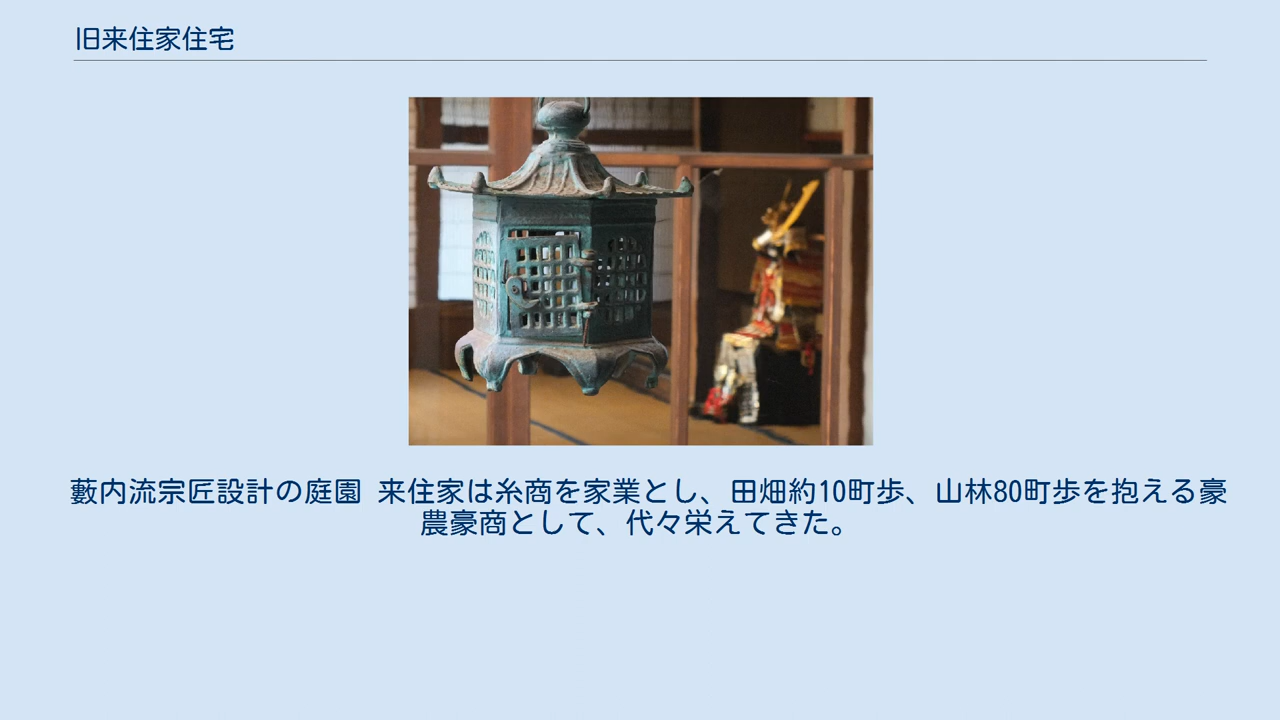 旧来住家住宅
藪内流宗匠設計の庭園 来住家は糸商を家業とし、田畑約10町歩、山林80町歩を抱える豪
農豪商として、代々栄えてきた。